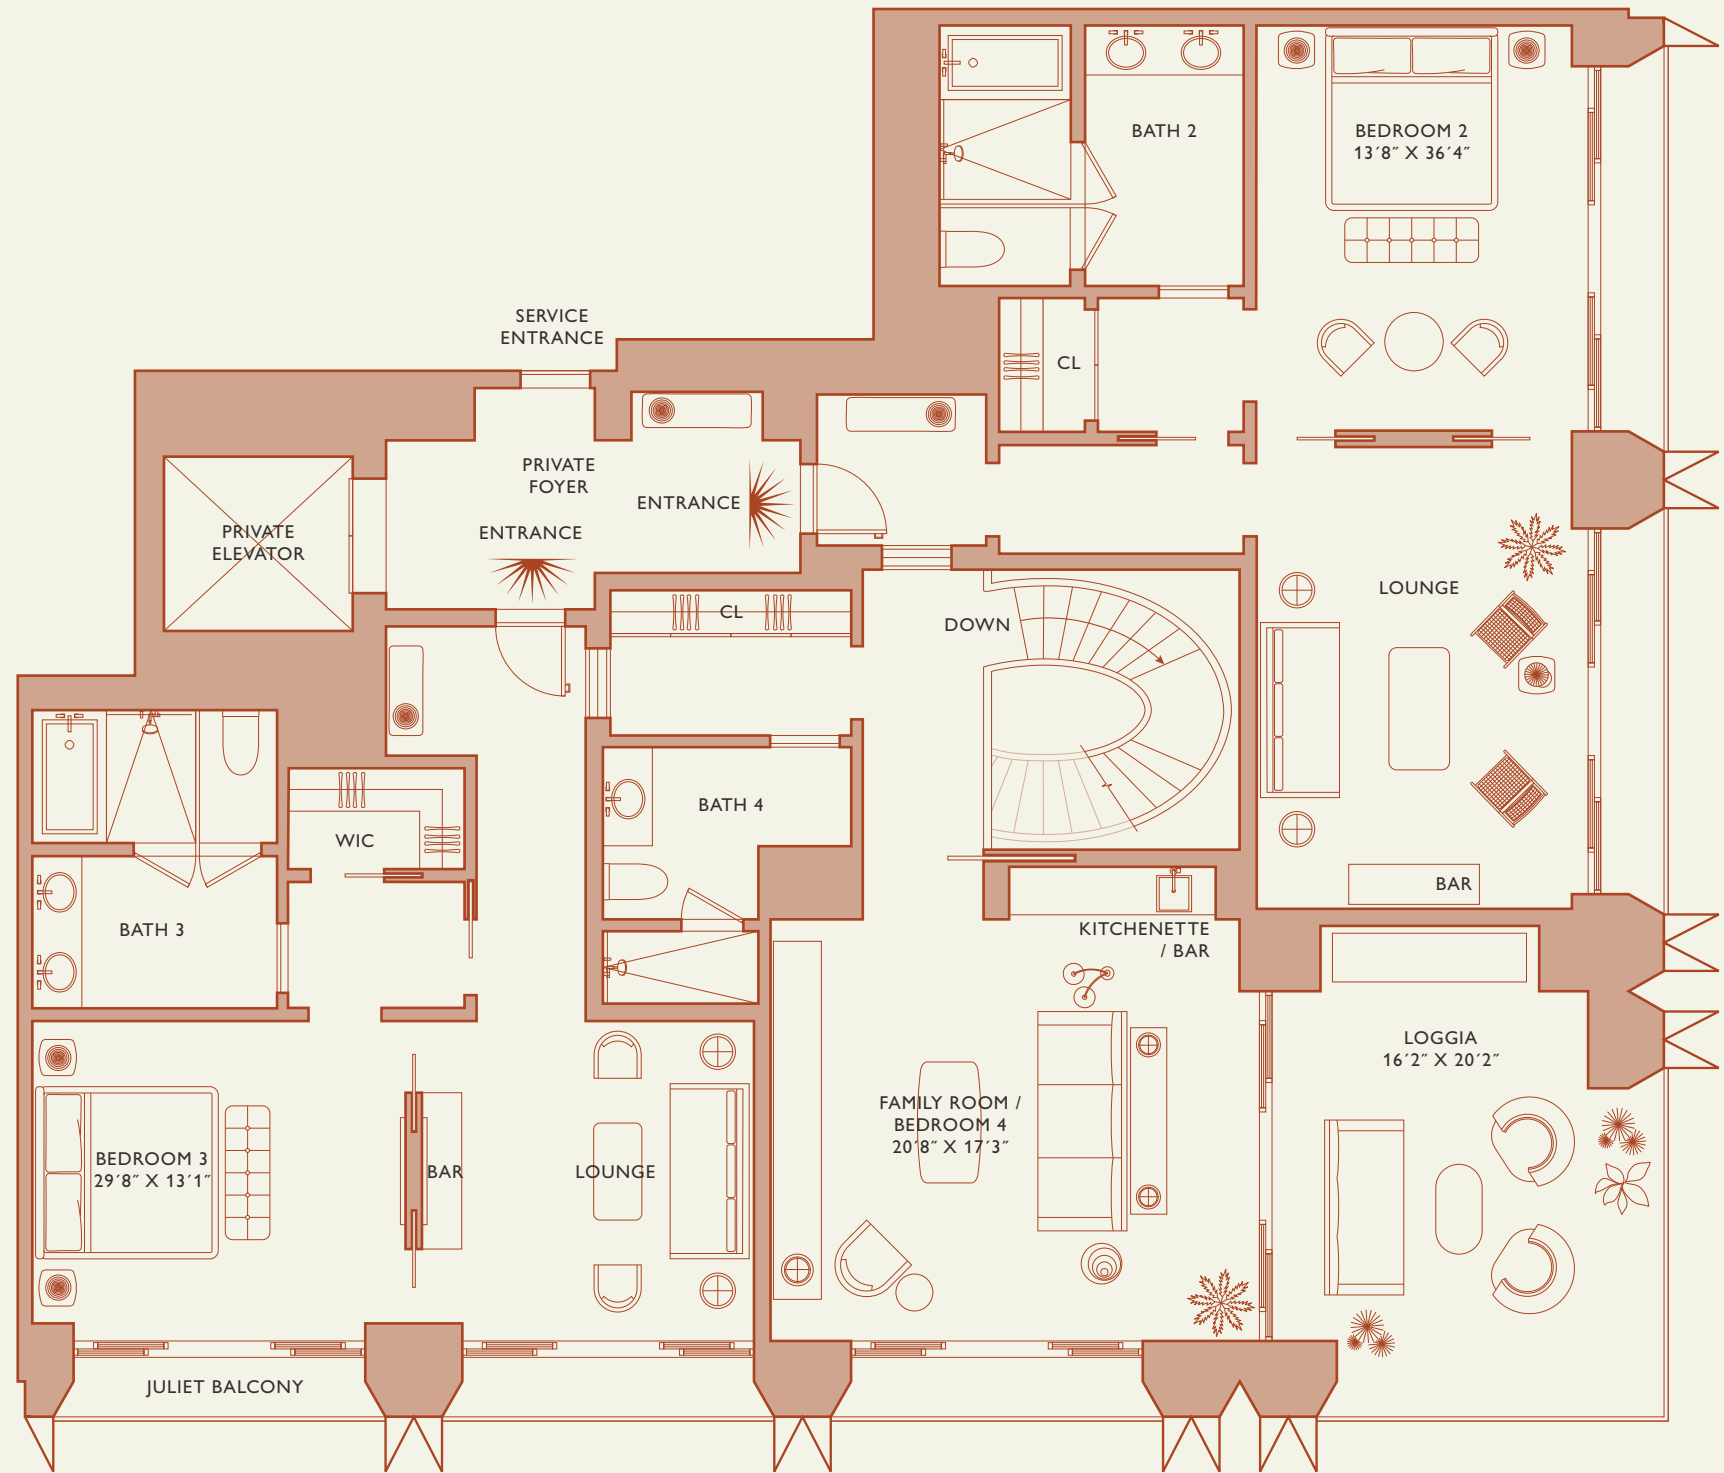 BATH 2
BEDROOM 2
13´8˝ X 36´4˝
SERVICE
ENTRANCE
CL
PRIVATE
FOYER
ENTRANCE
ENTRANCE
PRIVATE
ELEVATOR
LOUNGE
CL
DOWN
BATH 4
WIC
BAR
BATH 3
KITCHENETTE
/ BAR
LOGGIA
16´2˝ X 20´2˝
FAMILY ROOM /
BEDROOM 4
20´8˝ X 17´3˝
BEDROOM 3
29´8˝ X 13´1˝
BAR
LOUNGE
JULIET BALCONY